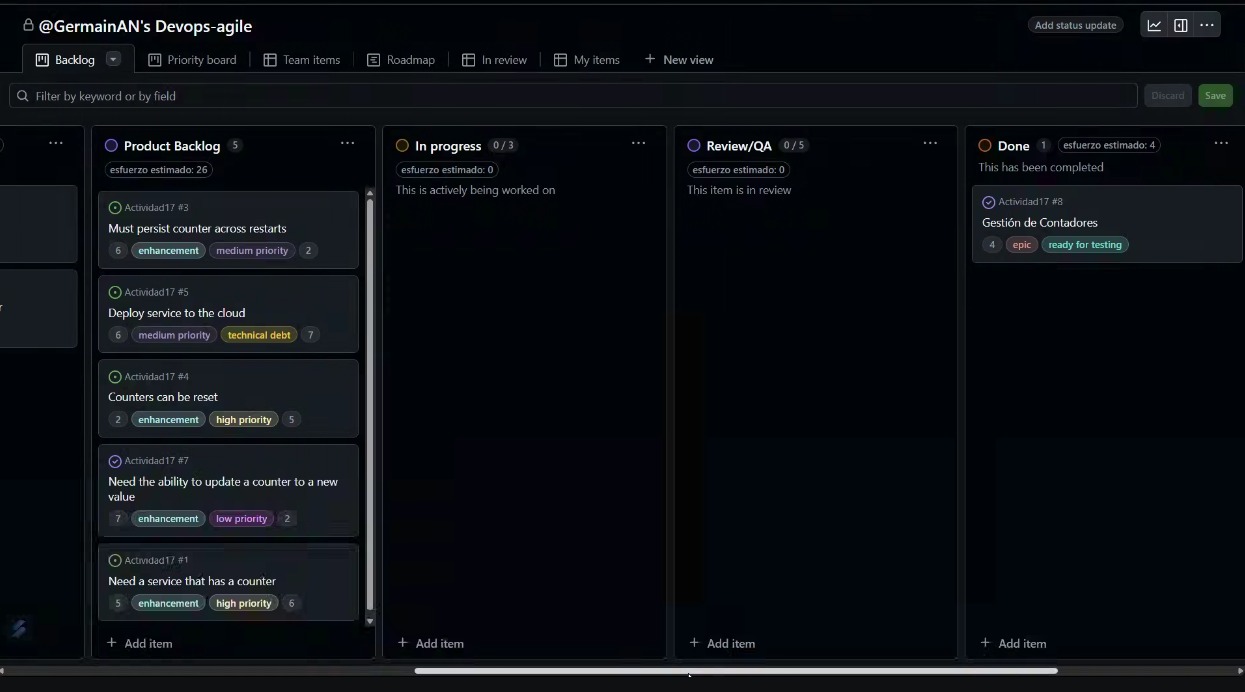 @GermainAN's Devops-agile
Add status update
Backlog
Priority board
Team items
Roadmap
In review
My items
New view
Filter by keyword or by field
Discard
Save
Product Backlog 5
esfuerzo estimado: 26
Actividad17 #3
Must persist counter across restarts
6 enhancement medium priority 2
Actividad17 #5
Deploy service to the cloud
6 medium priority technical debt 7
Actividad17 #4
Counters can be reset
2 enhancement high priority 5
Actividad17 #7
Need the ability to update a counter to a new
value
7 enhancement low priority 2
Actividad17 #1
Need a service that has a counter
5 enhancement high priority 6
Add item
In progress 0 / 3
esfuerzo estimado: 0
This is actively being worked on
Add item
Review/QA 0 / 5
esfuerzo estimado: 0
This item is in review
Add item
Done 1 esfuerzo estimado: 4
This has been completed
Actividad17 #8
Gestión de Contadores
4 epic ready for testing
Add item